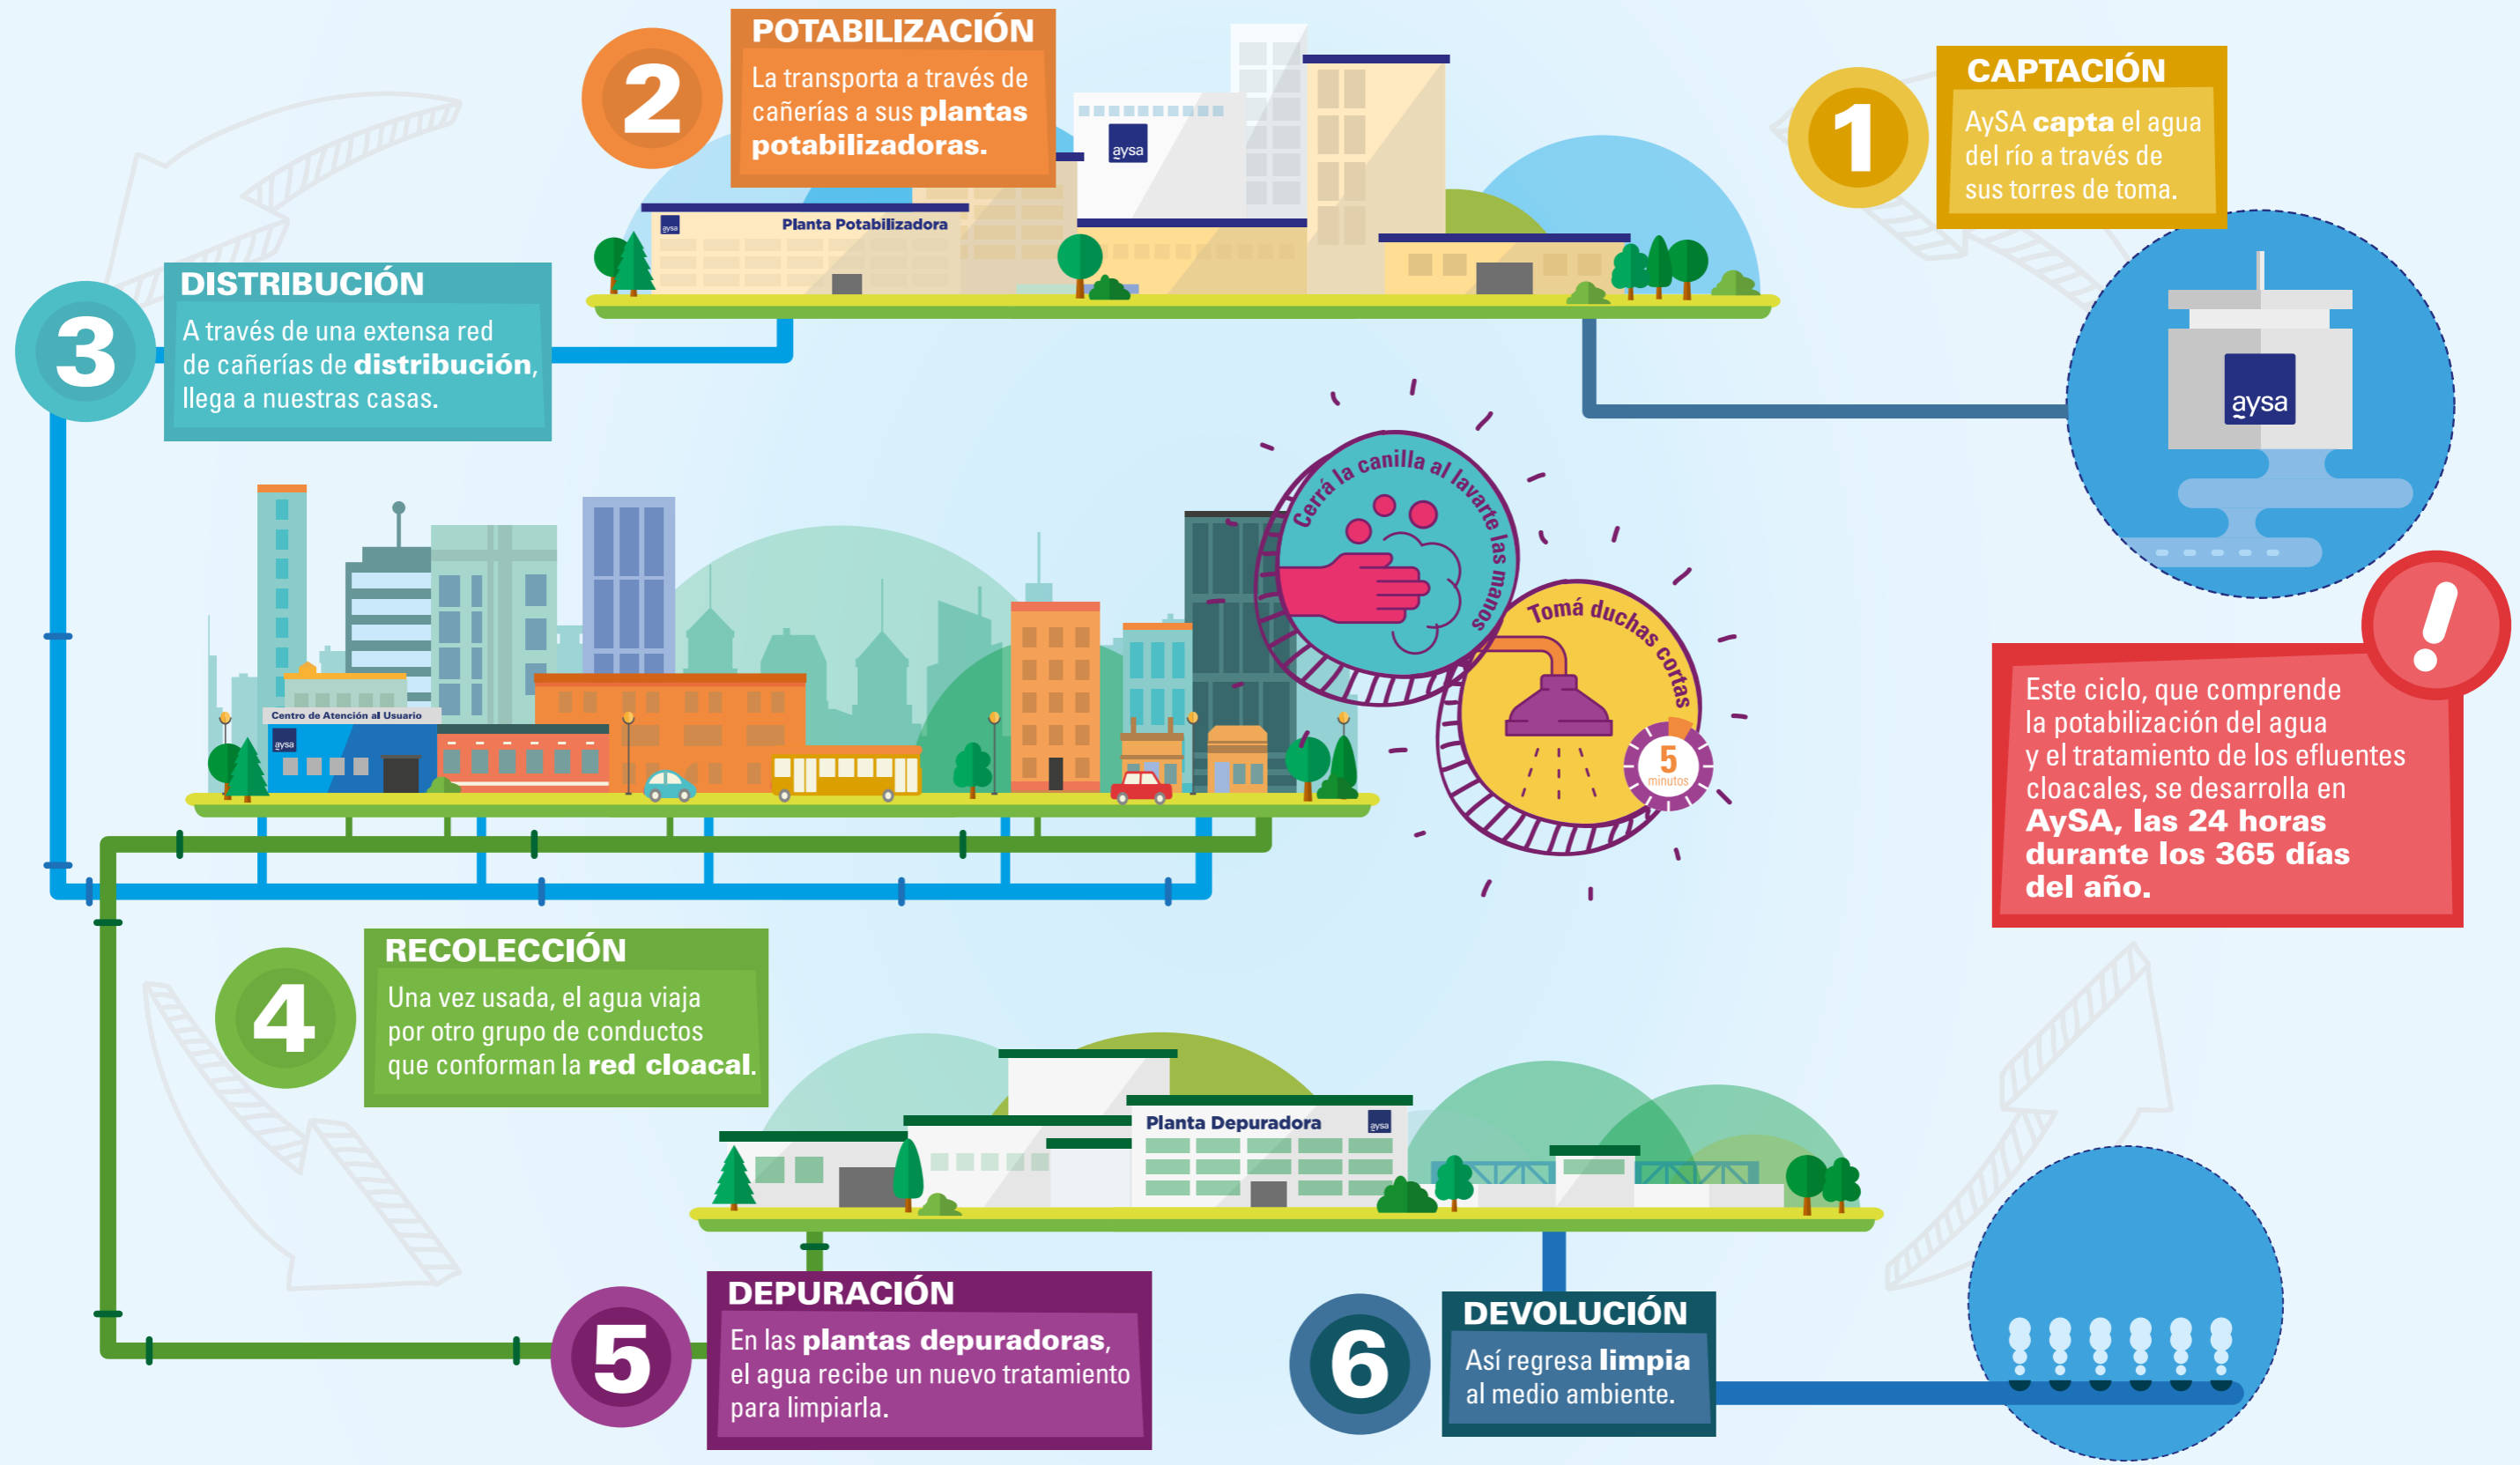 1
CAPTACIÓN
AySA capta el agua
del río a través de
sus torres de toma.
aysa
2
POTABILIZACIÓN
La transporta a través de
cañerías a sus plantas
potabilizadoras.
aysa
aysa
Planta Potabilizadora
3
DISTRIBUCIÓN
A través de una extensa red
de cañerías de distribución,
llega a nuestras casas.
Centro de Atención al Usuario
aysa
Cerrá la canilla al lavarte las manos
Tomá duchas cortas
5
minutos
Este ciclo, que comprende
la potabilización del agua
y el tratamiento de los efluentes
cloacales, se desarrolla en
AySA, las 24 horas
durante los 365 días
del año.
!
4
RECOLECCIÓN
Una vez usada, el agua viaja
por otro grupo de conductos
que conforman la red cloacal.
Planta Depuradora
aysa
5
DEPURACIÓN
En las plantas depuradoras,
el agua recibe un nuevo tratamiento
para limpiarla.
6
DEVOLUCIÓN
Así regresa limpia
al medio ambiente.